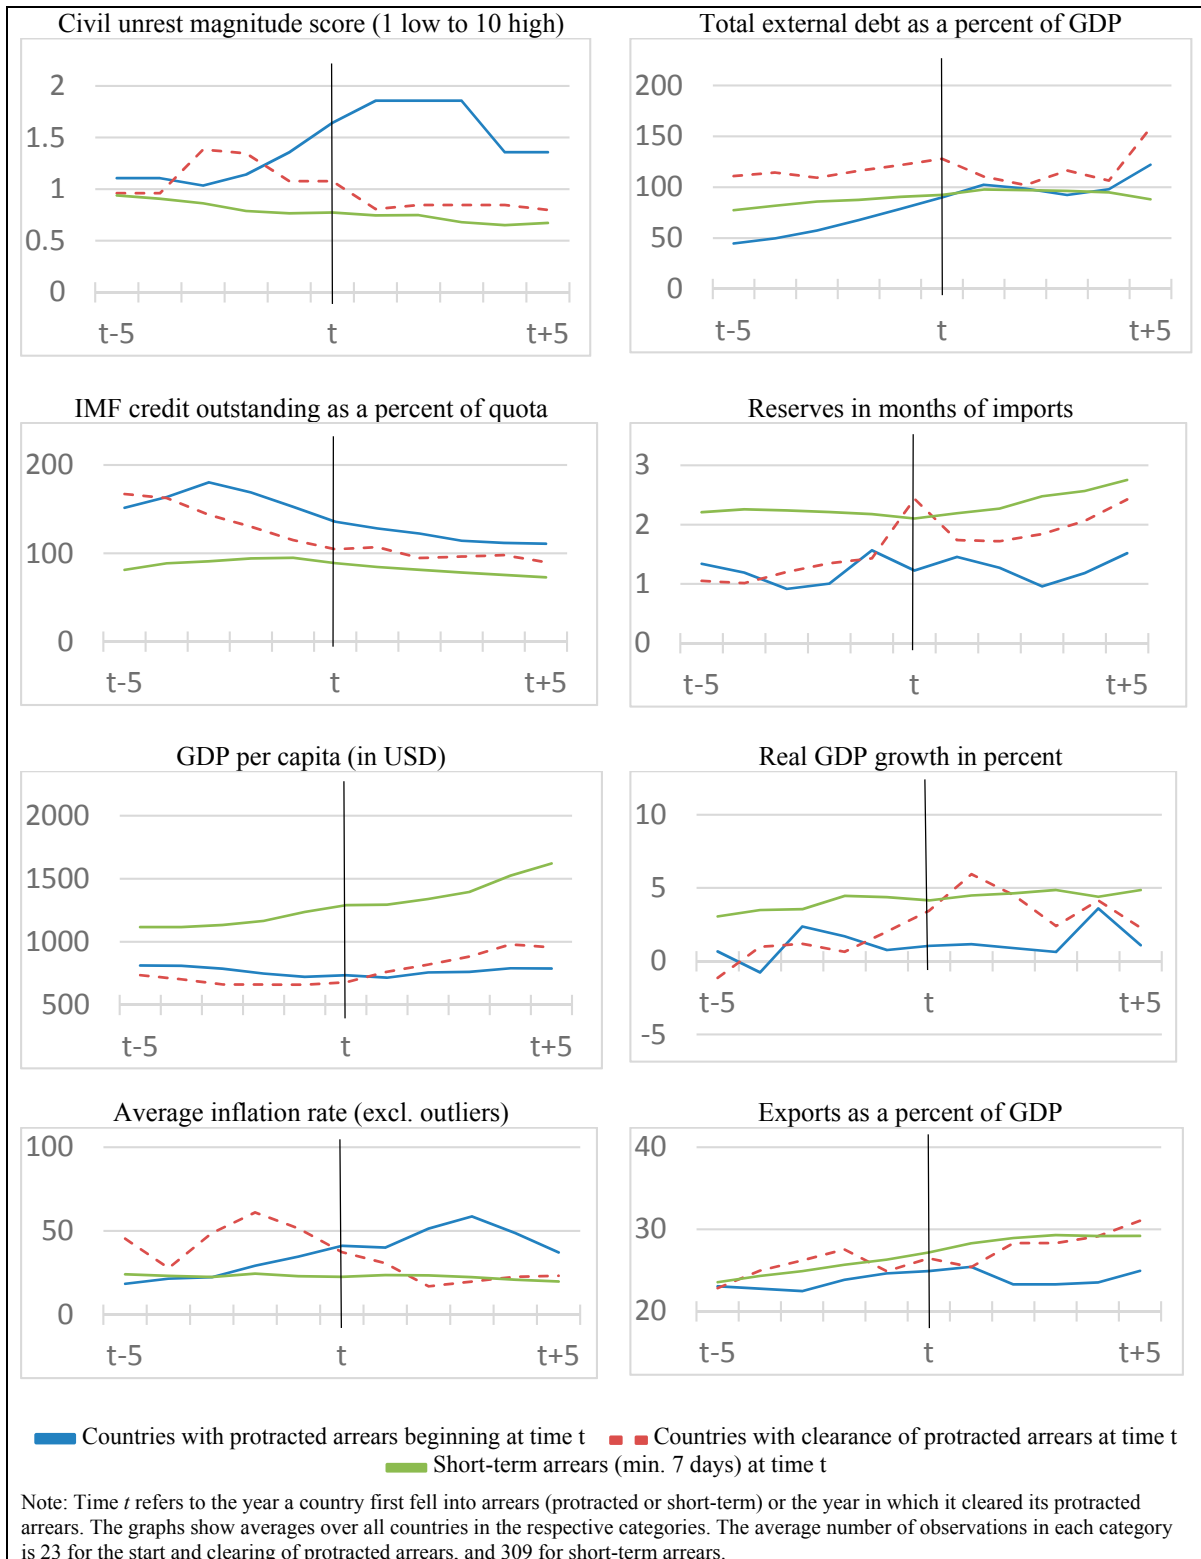 Civil unrest magnitude score (1 low to 10 high)
2
1.5
1
0.5
0
t-5 t t+5
Total external debt as a percent of GDP
200
150
100
50
0
t-5 t t+5
IMF credit outstanding as a percent of quota
200
100
0
t-5 t t+5
Reserves in months of imports
3
2
1
0
t-5 t t+5
GDP per capita (in USD)
2000
1500
1000
500
t-5 t t+5
Real GDP growth in percent
10
5
0
t-5 t t+5
-5
Average inflation rate (excl. outliers)
100
50
0
t-5 t t+5
Exports as a percent of GDP
40
30
20
t-5 t t+5
Countries with protracted arrears beginning at time t Countries with clearance of protracted arrears at time t
Short-term arrears (min. 7 days) at time t
Note: Time t refers to the year a country first fell into arrears (protracted or short-term) or the year in which it cleared its protracted
arrears. The graphs show averages over all countries in the respective categories. The average number of observations in each category
is 23 for the start and clearing of protracted arrears, and 309 for short-term arrears.